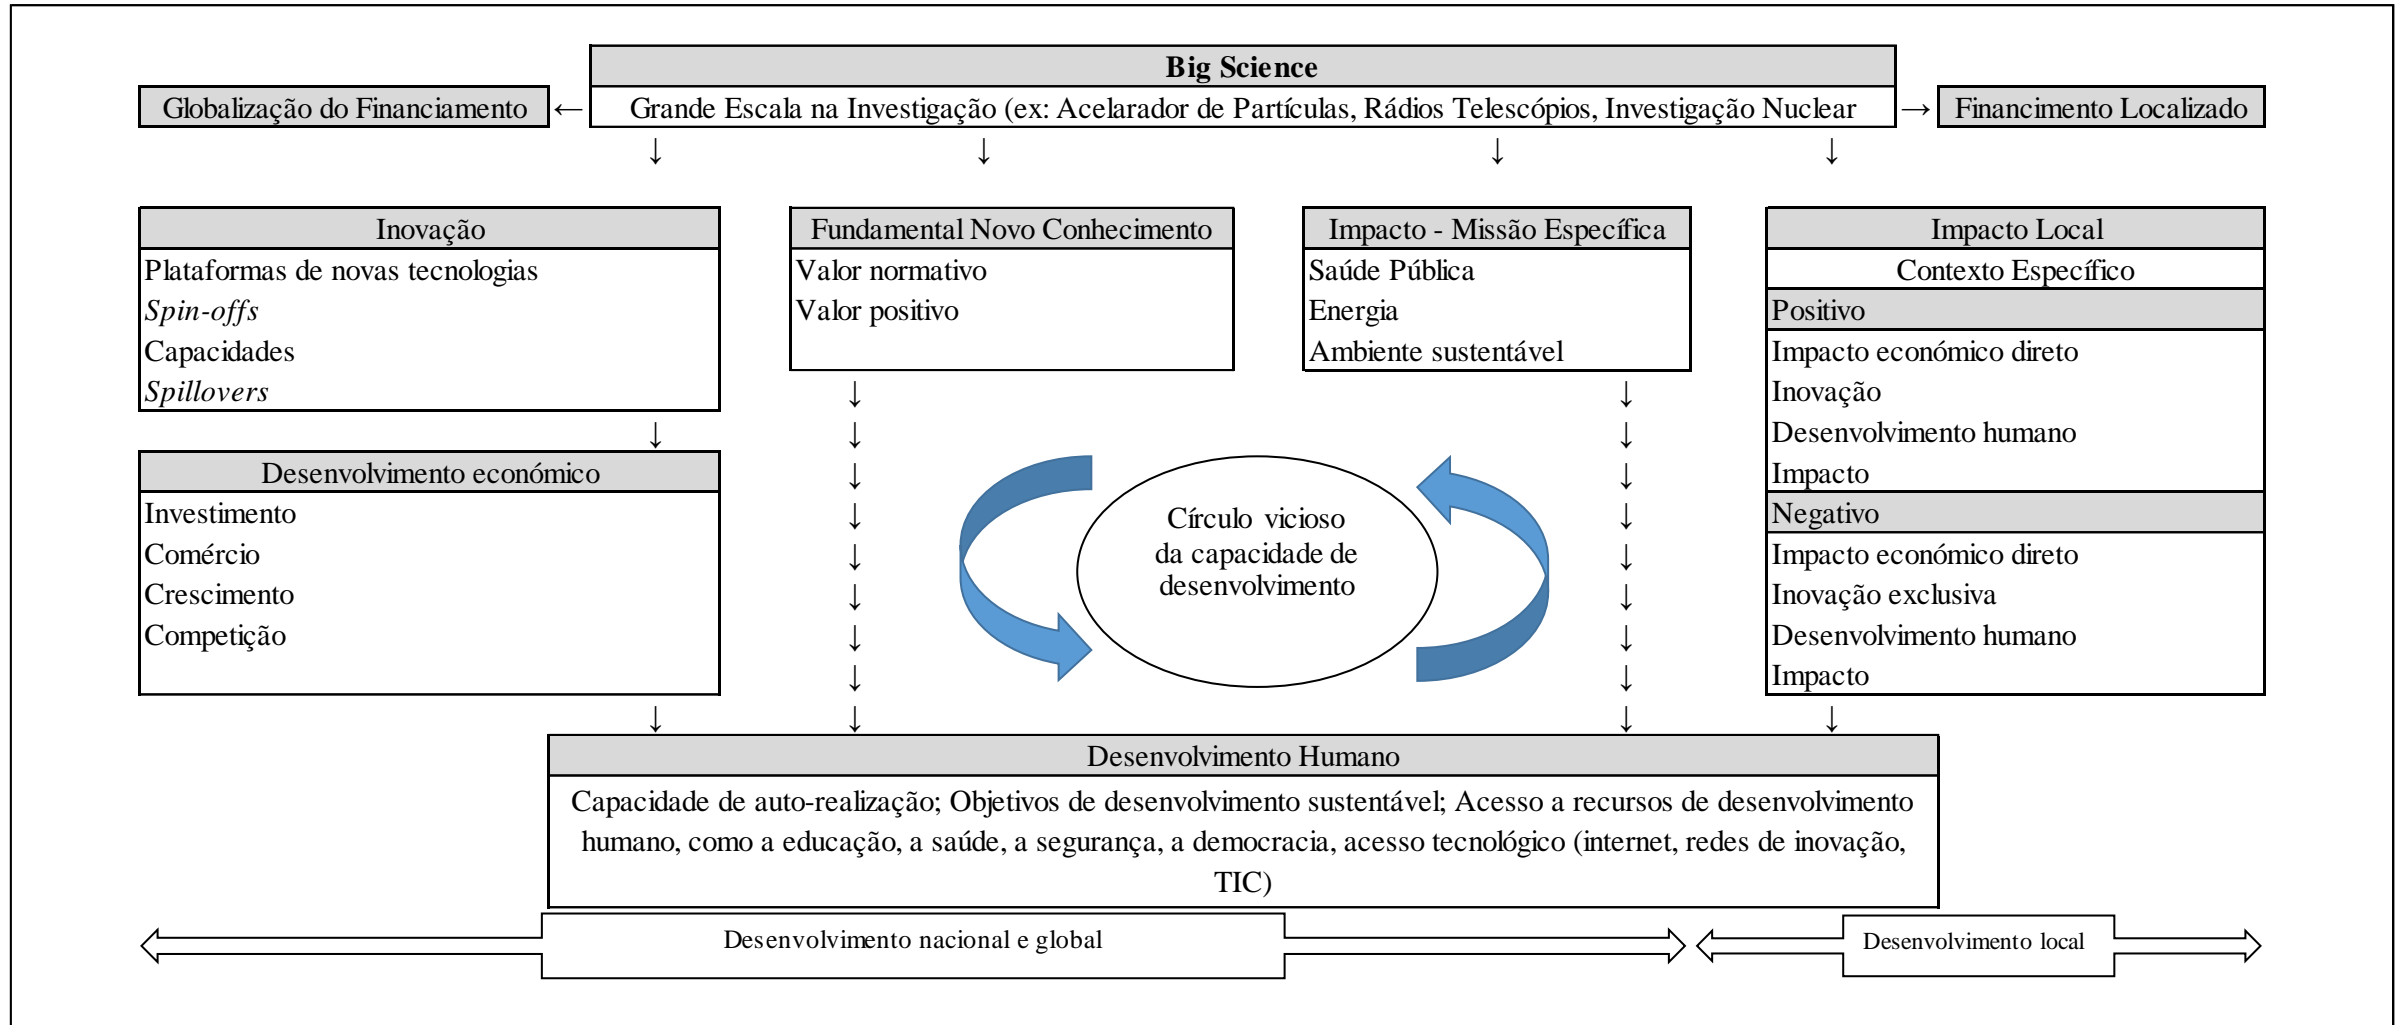 Big Science
Globalização do Financiamento
←
Grande Escala na Investigação (ex: Acelarador de Partículas, Rádios Telescópios, Investigação Nuclear
→
Financimento Localizado
↓ ↓ ↓ ↓
Inovação
Plataformas de novas tecnologias
Spin-offs
Capacidades
Spillovers
↓
Desenvolvimento económico
Investimento
Comércio
Crescimento
Competição
↓
Fundamental Novo Conhecimento
Valor normativo
Valor positivo
↓
↓
↓
↓
↓
↓
↓
↓
↓
Círculo vicioso
da capacidade de
desenvolvimento
Impacto - Missão Específica
Saúde Pública
Energia
Ambiente sustentável
↓
↓
↓
↓
↓
↓
↓
↓
↓
Impacto Local
Contexto Específico
Positivo
Impacto económico direto
Inovação
Desenvolvimento humano
Impacto
Negativo
Impacto económico direto
Inovação exclusiva
Desenvolvimento humano
Impacto
↓
Desenvolvimento Humano
Capacidade de auto-realização; Objetivos de desenvolvimento sustentável; Acesso a recursos de desenvolvimento
humano, como a educação, a saúde, a segurança, a democracia, acesso tecnológico (internet, redes de inovação,
TIC)
Desenvolvimento nacional e global
Desenvolvimento local